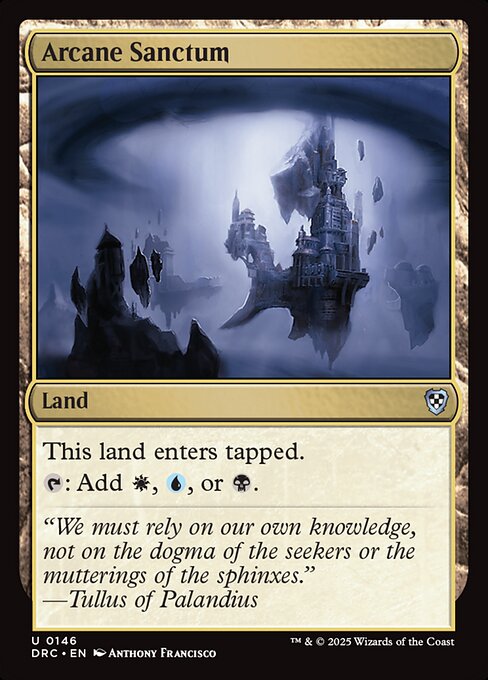 Arcane Sanctum
Land
This land enters tapped.
: Add , , or .
“We must rely on our own knowledge,
not on the dogma of the seekers or the
mutterings of the sphinxes.”
—Tullus of Palandius
U 0146
DRC • EN Anthony Francisco
™ & © 2025 Wizards of the Coast